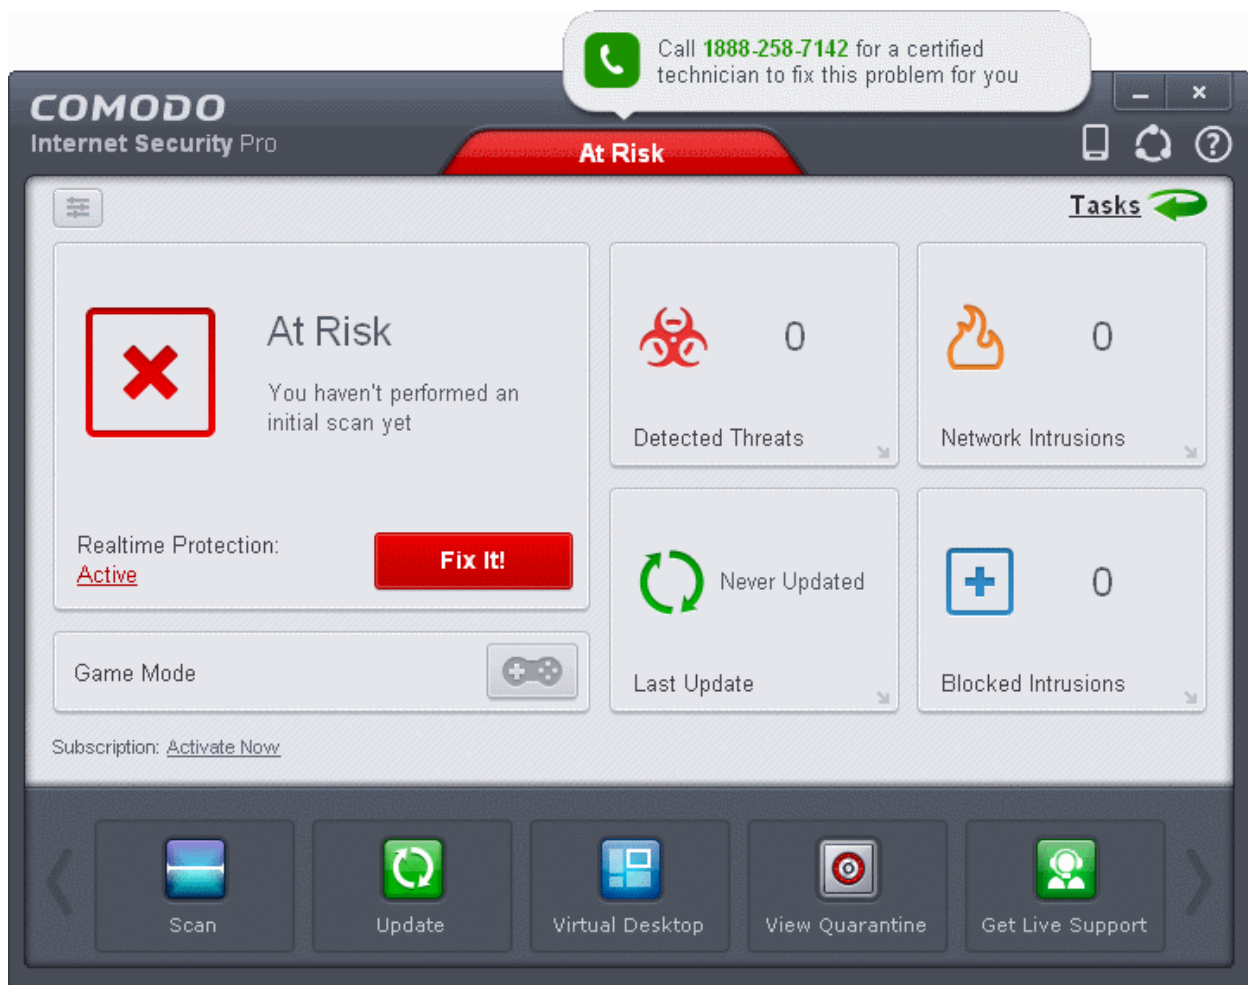 Call 1888-258-7142 for a certified
technician to fix this problem for you
COMODO
Internet Security Pro
At Risk
Tasks
At Risk
You haven't performed an
initial scan yet
Realtime Protection:
Active
Fix It!
0
Detected Threats
0
Network Intrusions
Never Updated
Last Update
0
Blocked Intrusions
Game Mode
Subscription: Activate Now
Scan
Update
Virtual Desktop
View Quarantine
Get Live Support